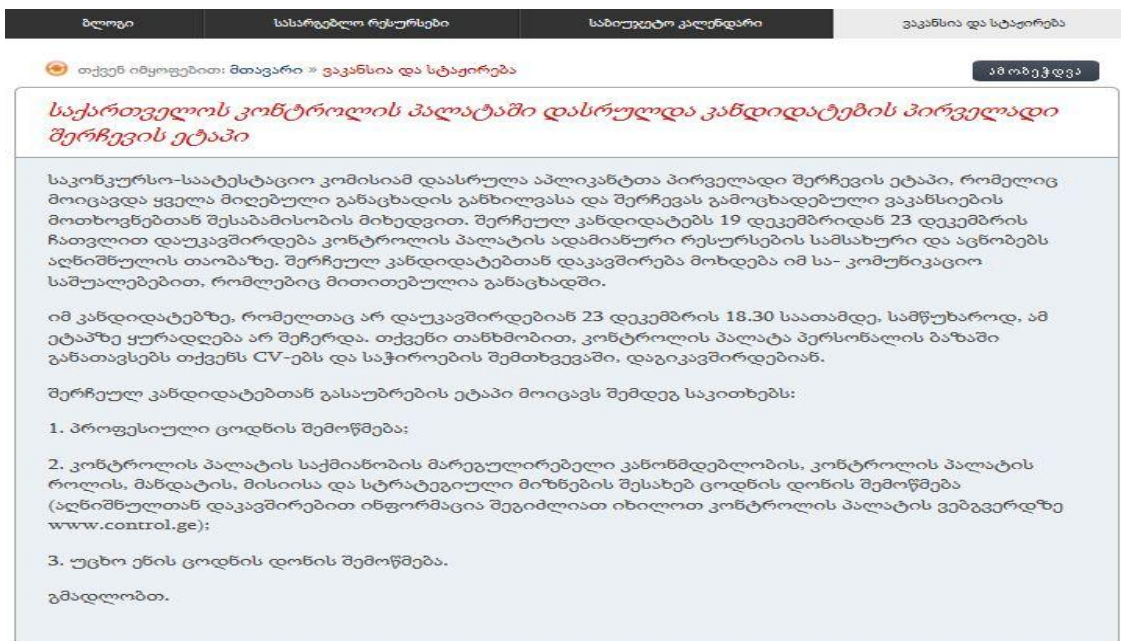 ბლოგი სასარგებლო რესურსები საბიუჯეტო კალენდარი ვაკანსია და სტაჟირება
თქვენ იმყოფებით: მთავარი » ვაკანსია და სტაჟირება ამობეჭდვა
საქართველოს კონტროლის პალატაში დასრულდა კანდიდატების პირველადი
შერჩევის ეტაპი
საკონკურსო-საატესტაციო კომისიამ დაასრულა აპლიკანტთა პირველადი შერჩევის ეტაპი, რომელიც
მოიცავდა ყველა მიღებული განაცხადის განხილვასა და შერჩევას გამოცხადებული ვაკანსიების
მოთხოვნებთან შესაბამისობის მიხედვით. შერჩეულ კანდიდატებს 19 დეკემბრიდან 23 დეკემბრის
ჩათვლით დაუკავშირდება კონტროლის პალატის ადამიანური რესურსების სამსახური და აცნობებს
აღნიშნულის თაობაზე. შერჩეულ კანდიდატებთან დაკავშირება მოხდება იმ სა- კომუნიკაციო
საშუალებებით, რომლებიც მითითებულია განაცხადში.
იმ კანდიდატებზე, რომელთაც არ დაუკავშირდებიან 23 დეკემბრის 18.30 საათამდე, სამწუხაროდ, ამ
ეტაპზე ყურადღება არ შეჩერდა. თქვენი თანხმობით, კონტროლის პალატა პერსონალის ბაზაში
განათავსებს თქვენს CV-ებს და საჭიროების შემთხვევაში, დაგიკავშირდებიან.
შერჩეულ კანდიდატებთან გასაუბრების ეტაპი მოიცავს შემდეგ საკითხებს:
1. პროფესიული ცოდნის შემოწმება;
2. კონტროლის პალატის საქმიანობის მარეგულირებელი კანონმდებლობის, კონტროლის პალატის
როლის, მანდატის, მისიისა და სტრატეგიული მიზნების შესახებ ცოდნის დონის შემოწმება
(აღნიშნულთან დაკავშირებით ინფორმაცია შეგიძლიათ იხილოთ კონტროლის პალატის ვებგვერდზე
www.control.ge);
3. უცხო ენის ცოდნის დონის შემოწმება.
გმადლობთ.